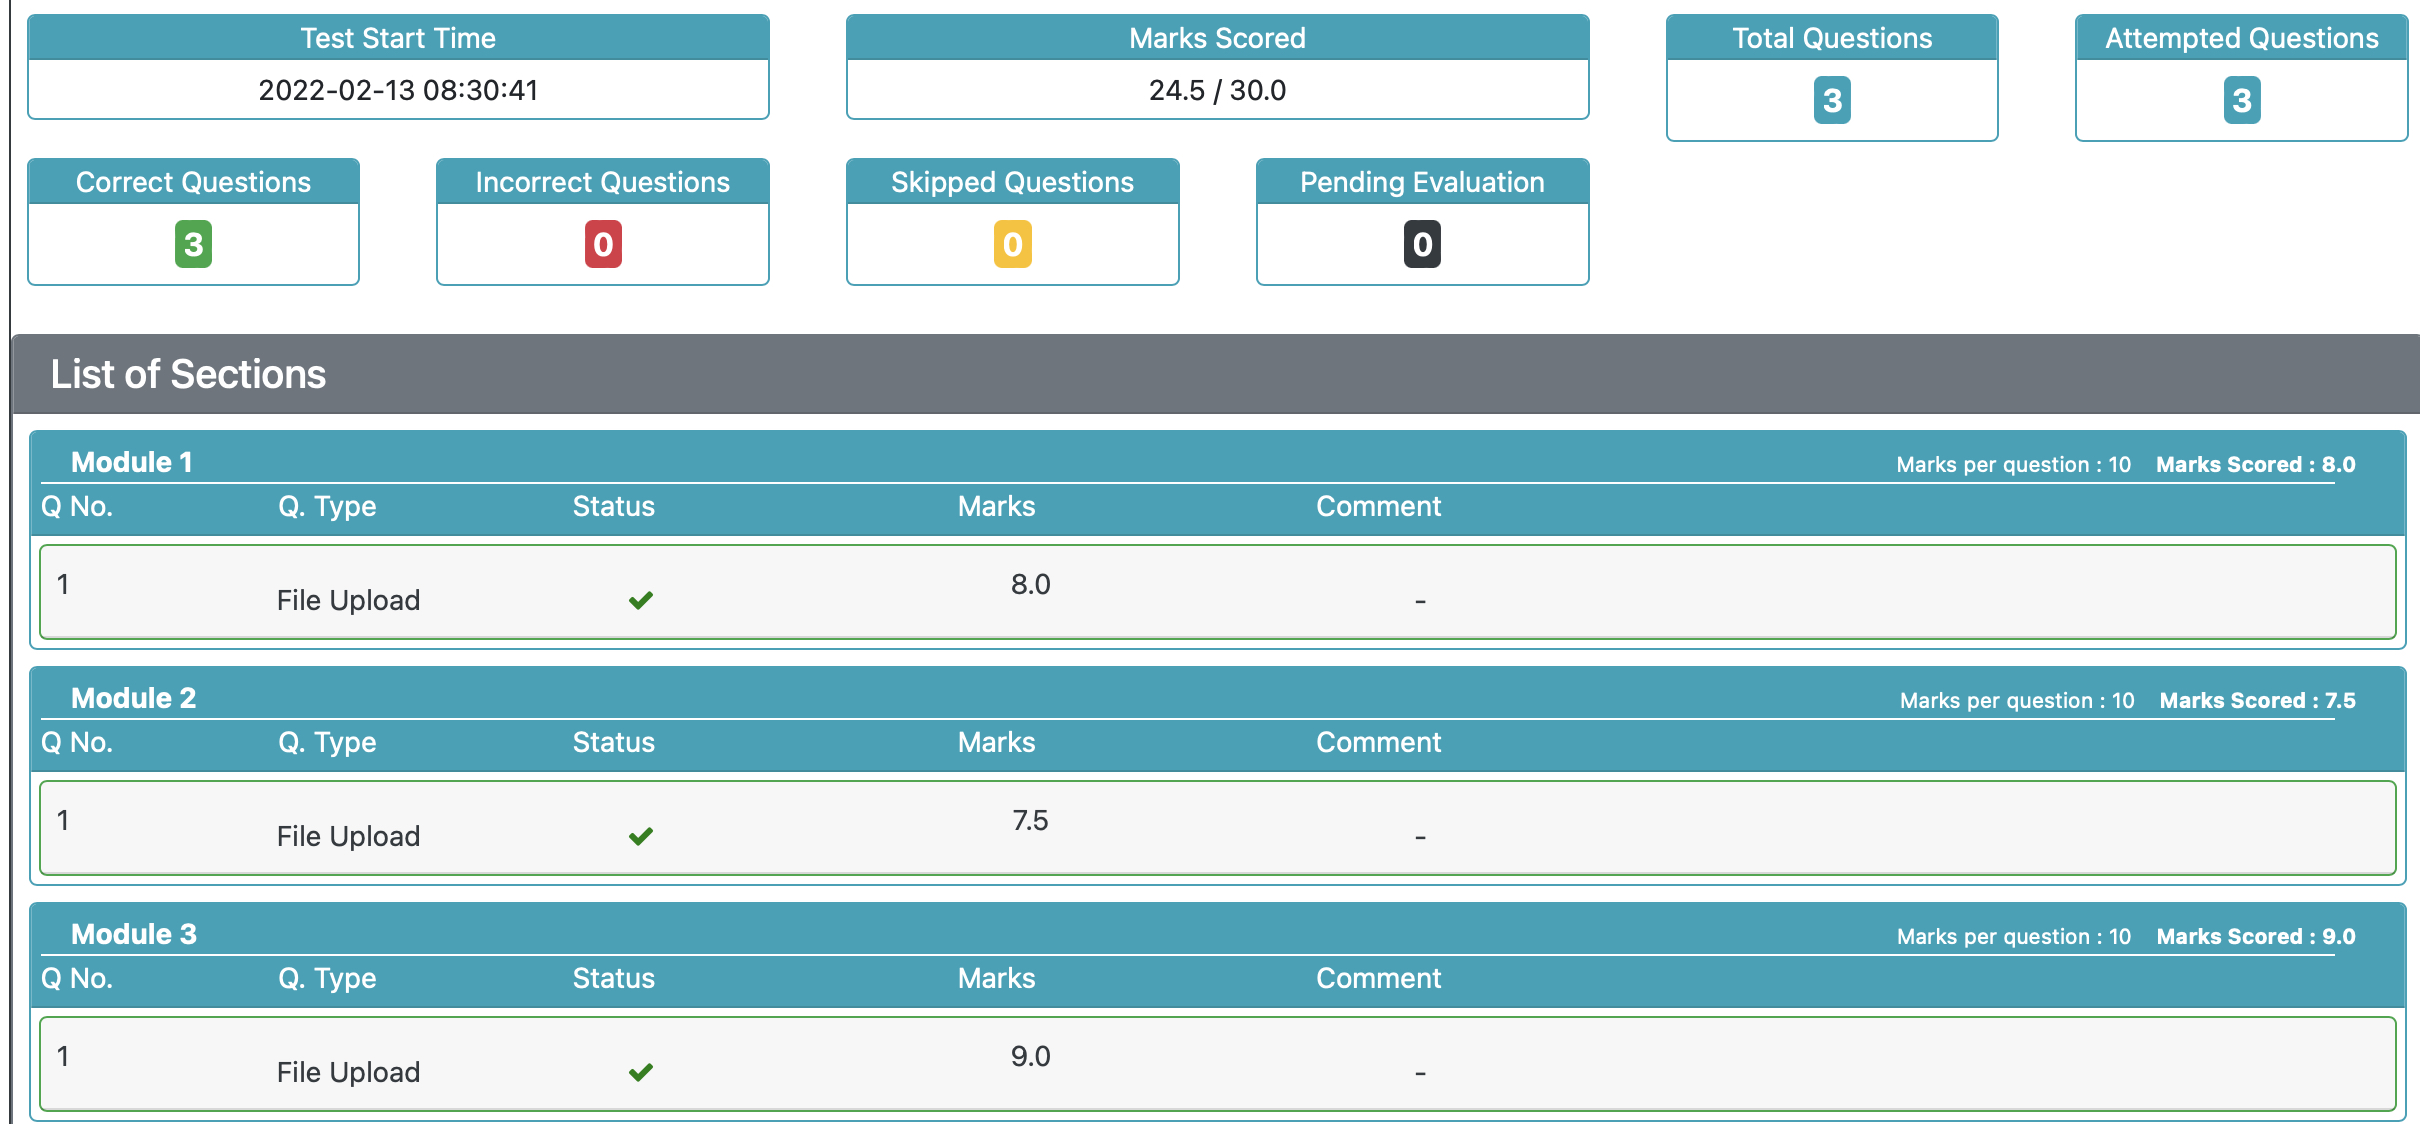 Test Start Time
2022-02-13 08:30:41
Marks Scored
24.5 / 30.0
Total Questions
3
Attempted Questions
3
Correct Questions
3
Incorrect Questions
0
Skipped Questions
0
Pending Evaluation
0
List of Sections
Module 1 Marks per question : 10 Marks Scored : 8.0
Q No. Q. Type Status Marks Comment
1 File Upload 8.0 -
Module 2 Marks per question : 10 Marks Scored : 7.5
Q No. Q. Type Status Marks Comment
1 File Upload 7.5 -
Module 3 Marks per question : 10 Marks Scored : 9.0
Q No. Q. Type Status Marks Comment
1 File Upload 9.0 -